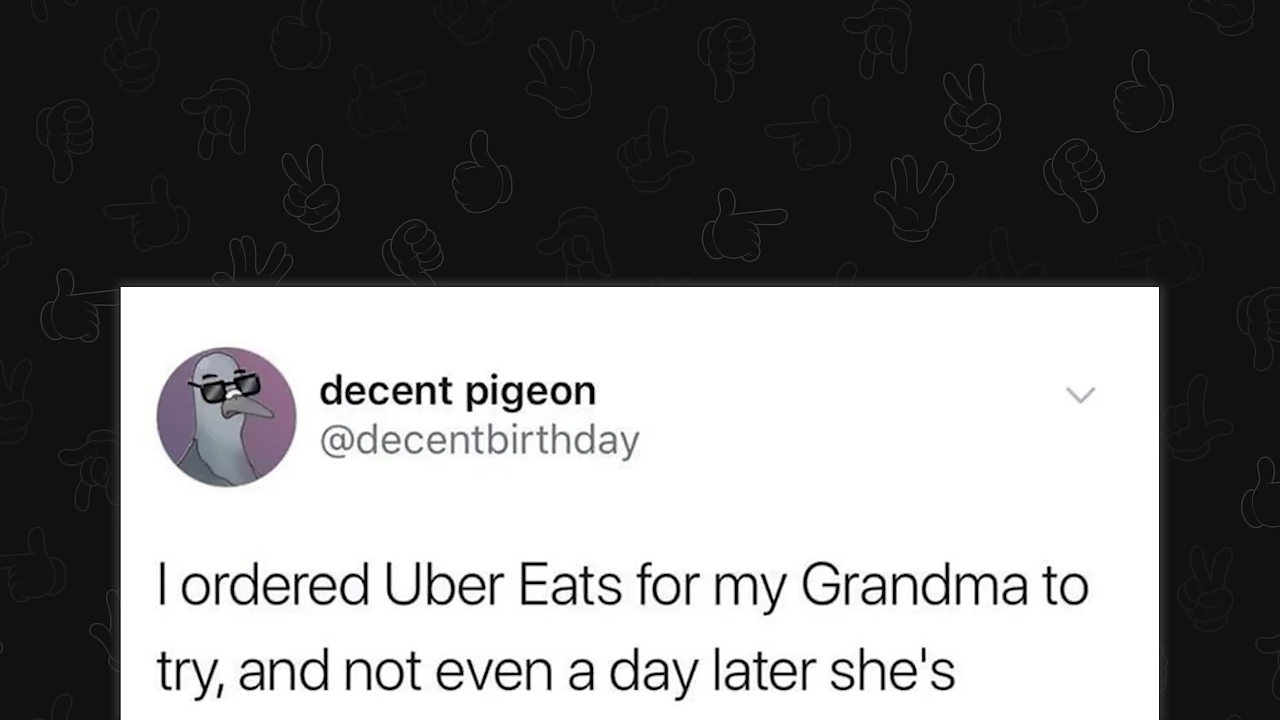 decent pigeon
@decentbirthday
I ordered Uber Eats for my Grandma to
try, and not even a day later she's